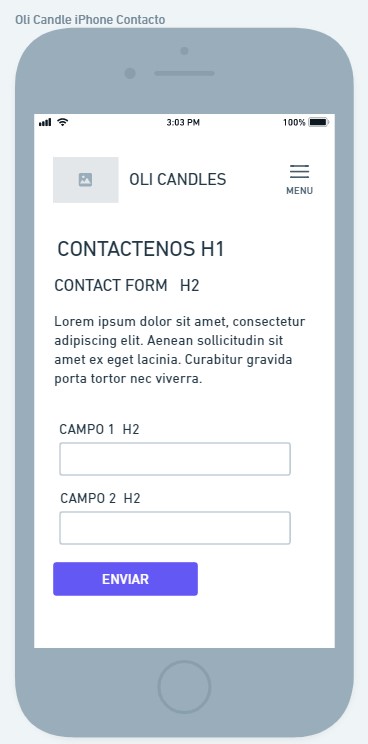 Oli Candle iPhone Contacto
3:03 PM
100%
OLI CANDLES
MENU
CONTACTENOS H1
CONTACT FORM H2
Lorem ipsum dolor sit amet, consectetur
adipiscing elit. Aenean sollicitudin sit
amet ex eget lacinia. Curabitur gravida
porta tortor nec viverra.
CAMPO 1 H2
CAMPO 2 H2
ENVIAR